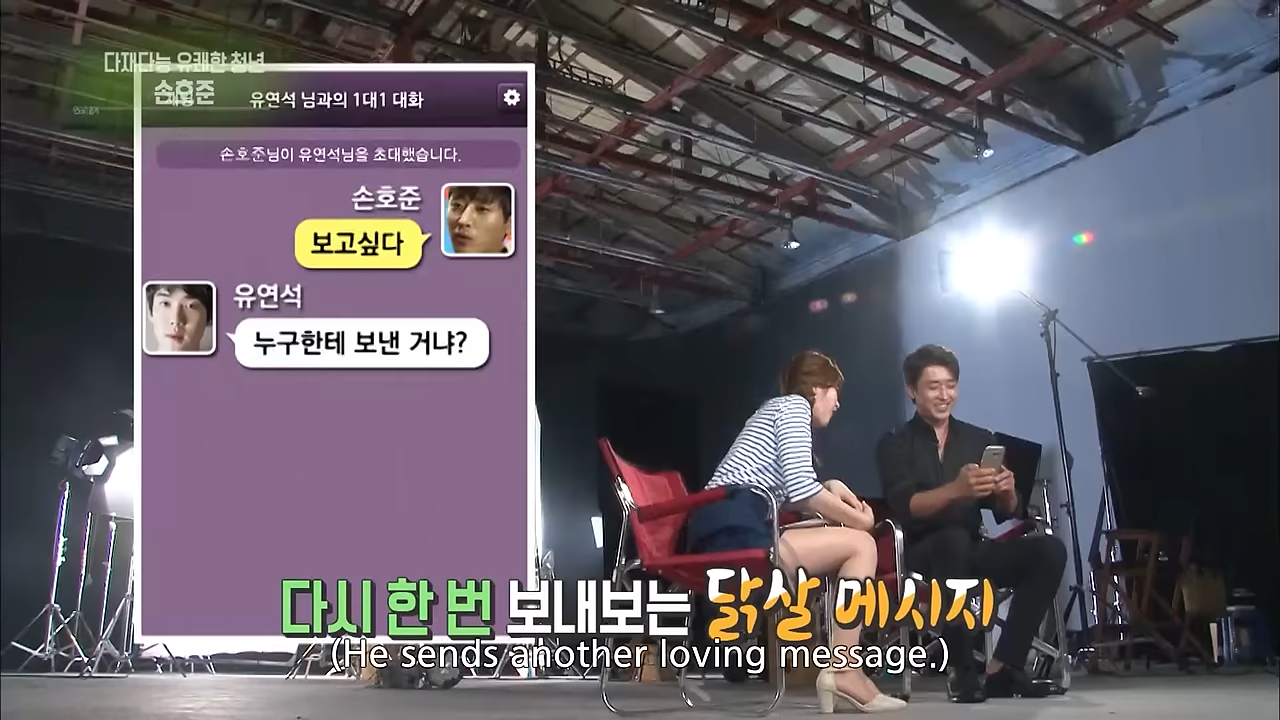 다재다능 유쾌한 청년
손호준
유연석 님과의 1대1 대화
손호준님이 유연석님을 초대했습니다.
손호준
보고싶다
유연석
누구한테 보낸 거냐?
다시 한 번 보내보는 닭살 메시지
(He sends another loving message.)